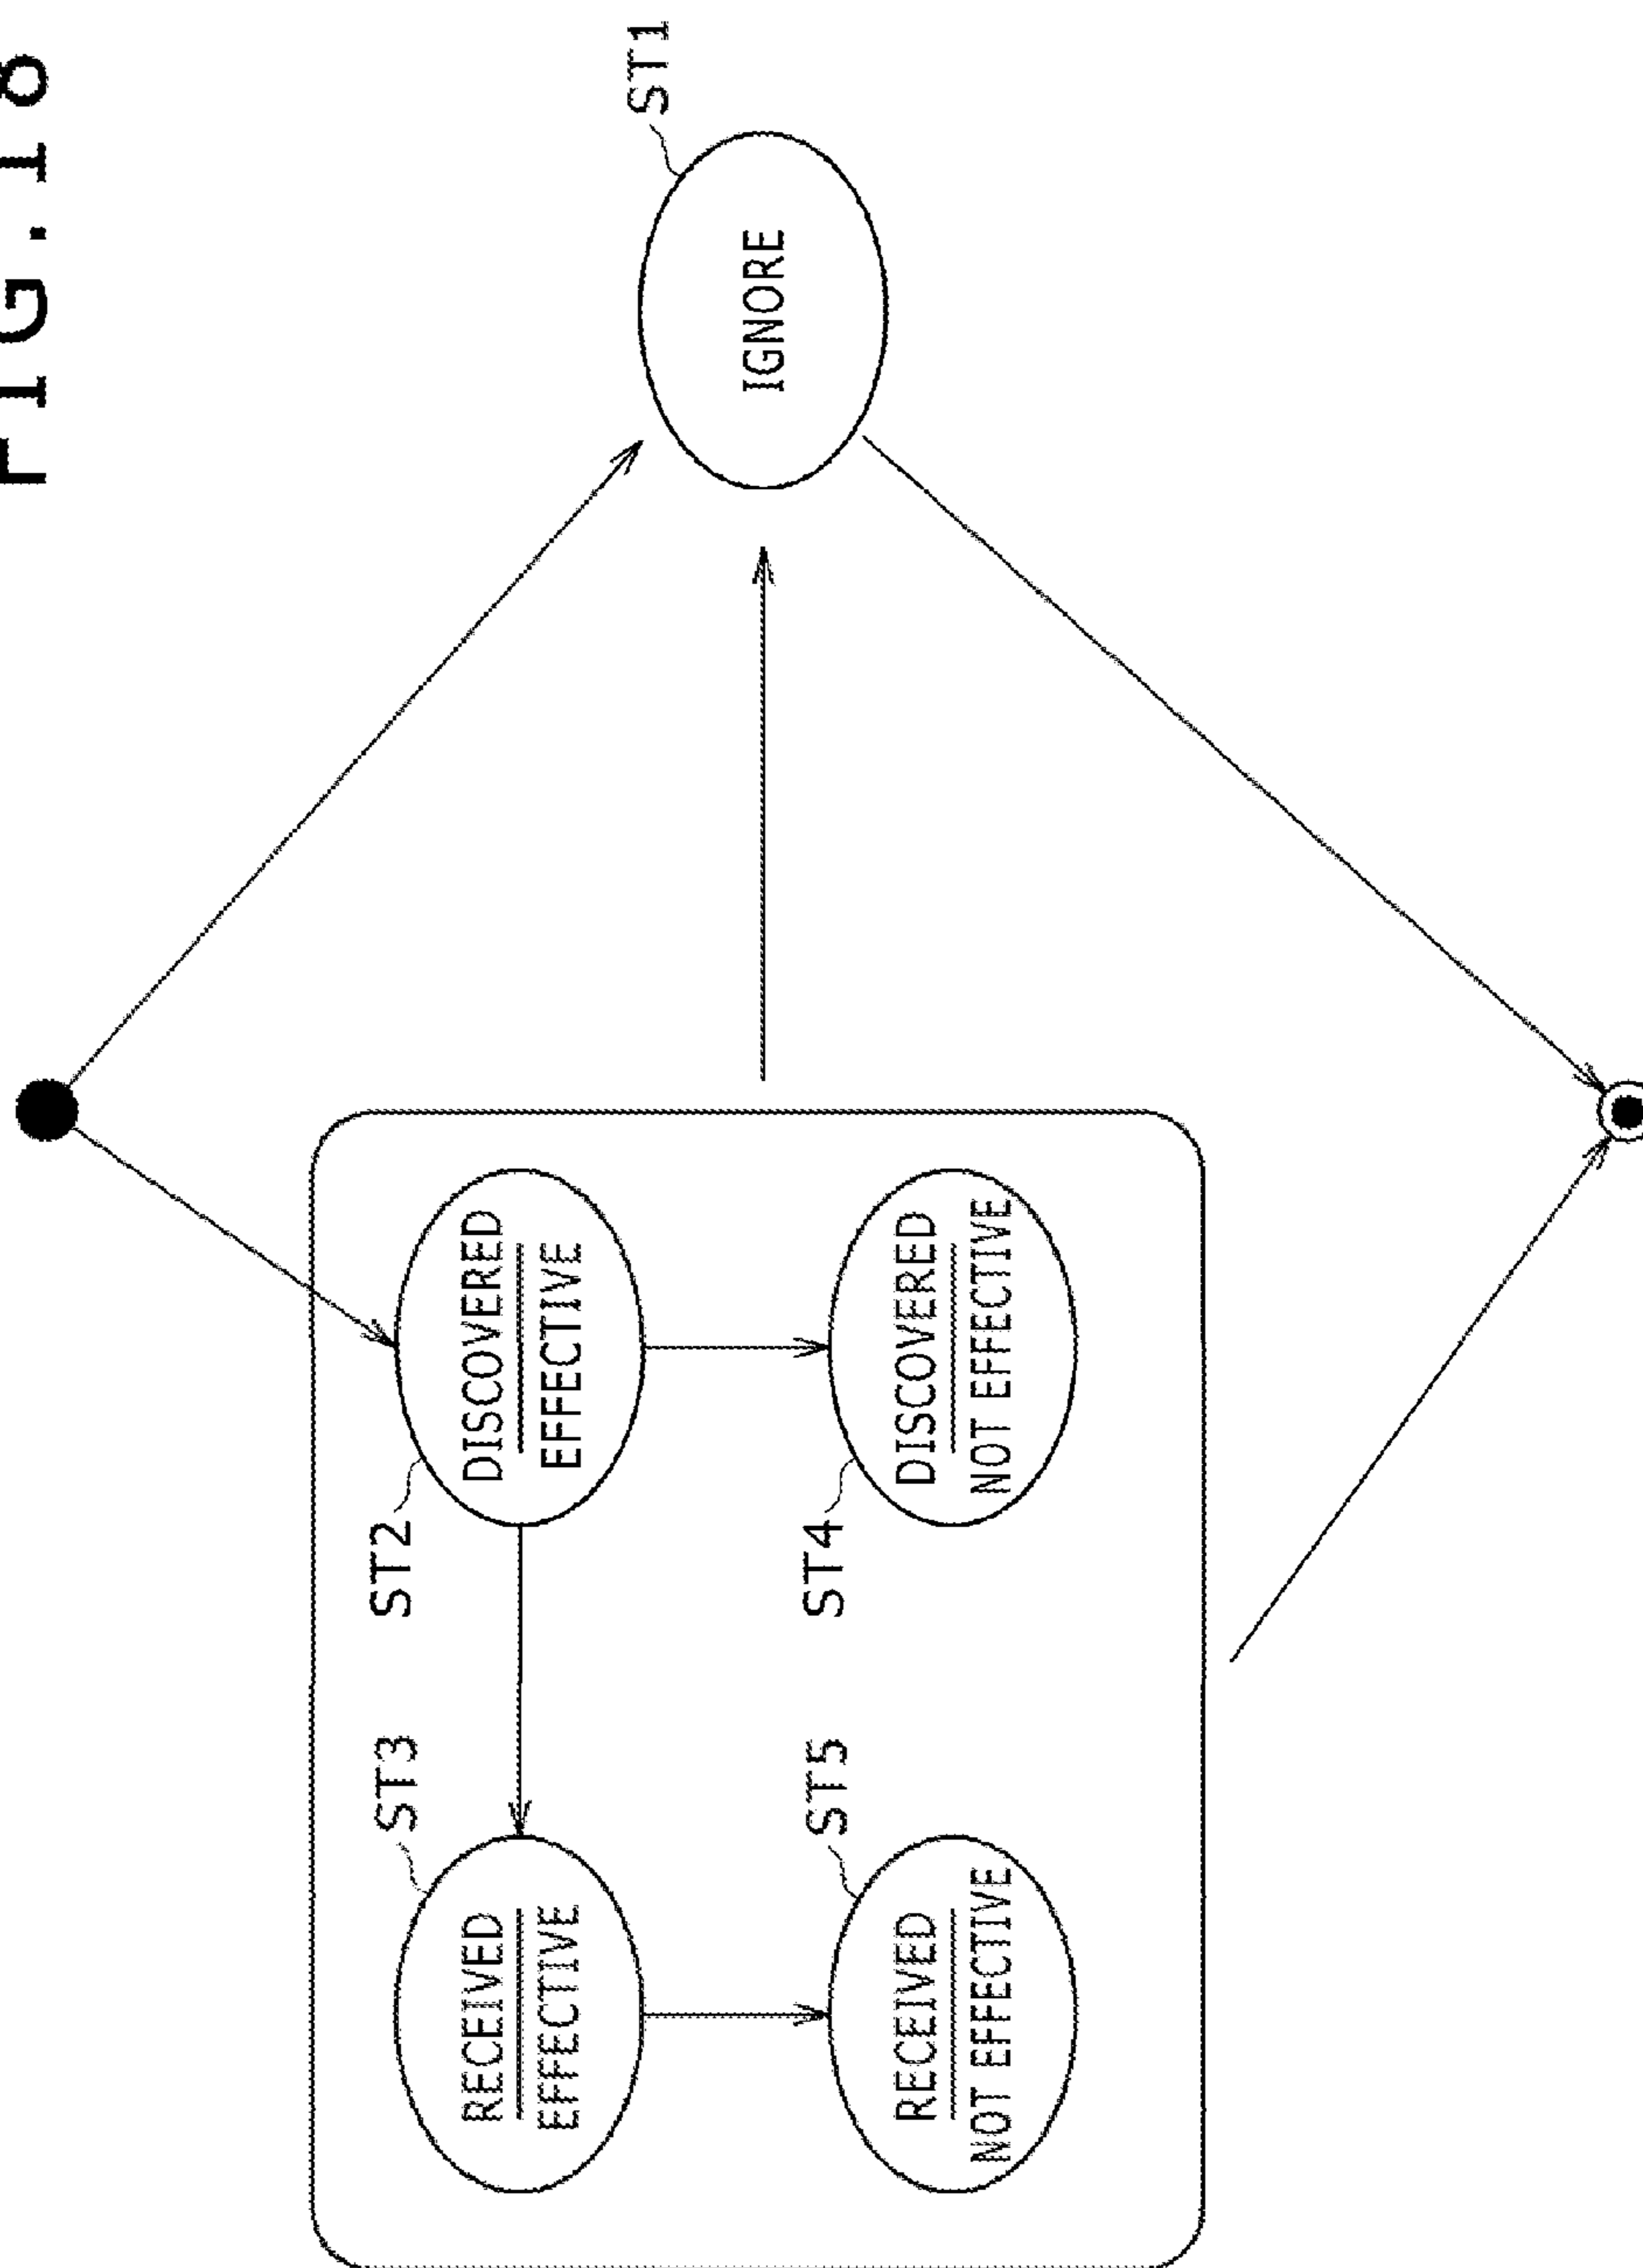 FIG.18
ST3
RECEIVED
EFFECTIVE
ST2
DISCOVERED
EFFECTIVE
ST1
IGNORE
ST5
RECEIVED
NOT EFFECTIVE
ST4
DISCOVERED
NOT EFFECTIVE